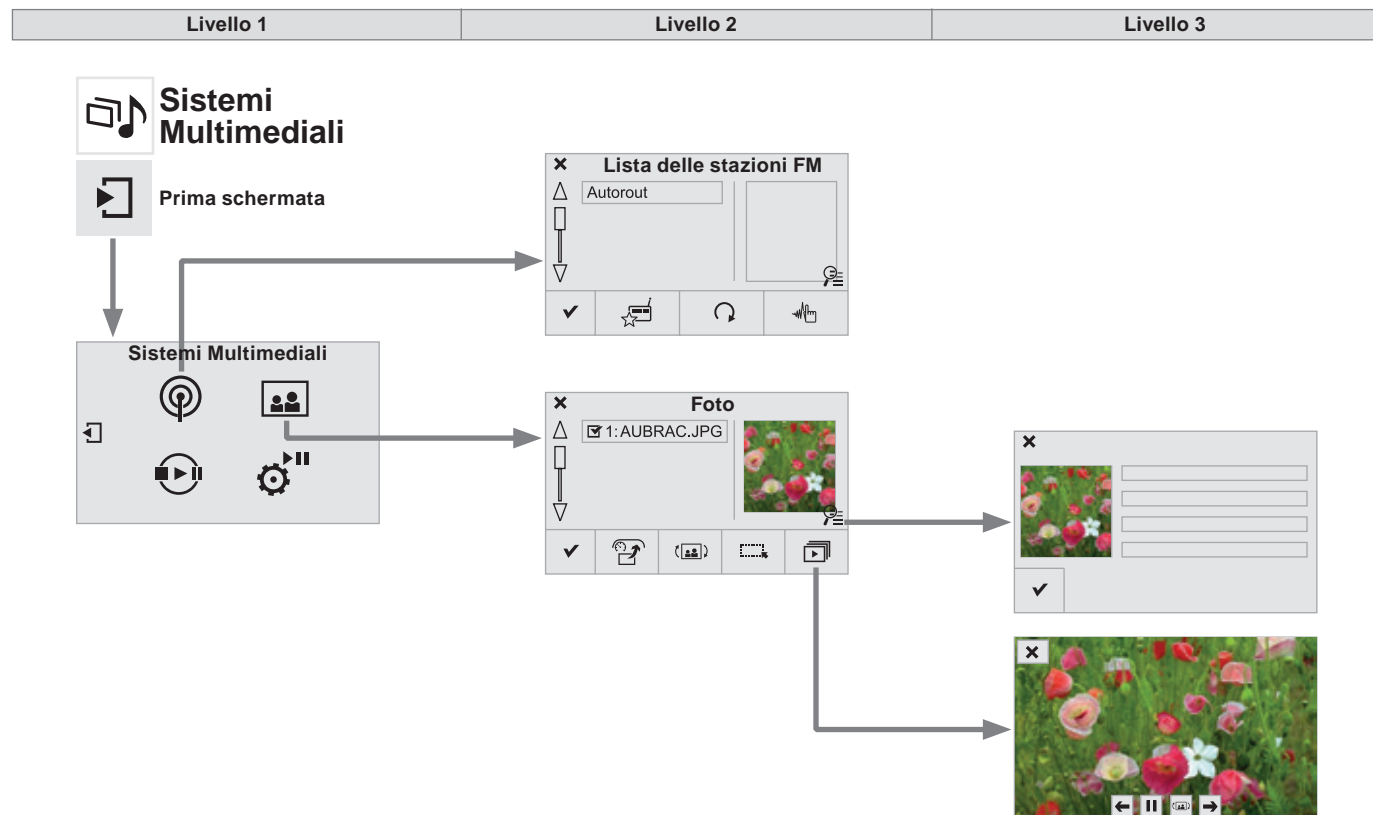 Livello 1
Livello 2
Livello 3
Sistemi
Multimediali
Prima schermata
Lista delle stazioni FM
Autorout
Sistemi Multimediali
Foto
1: AUBRAC.JPG